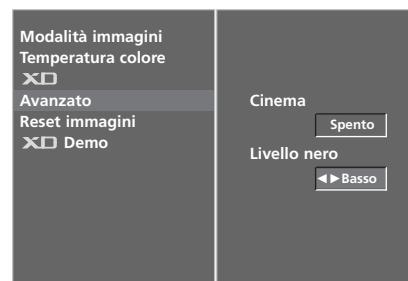 Modalità immagini
Temperatura colore
XD
Avanzato
Reset immagini
XD Demo
Cinema
Spento
Livello nero
◄►Basso